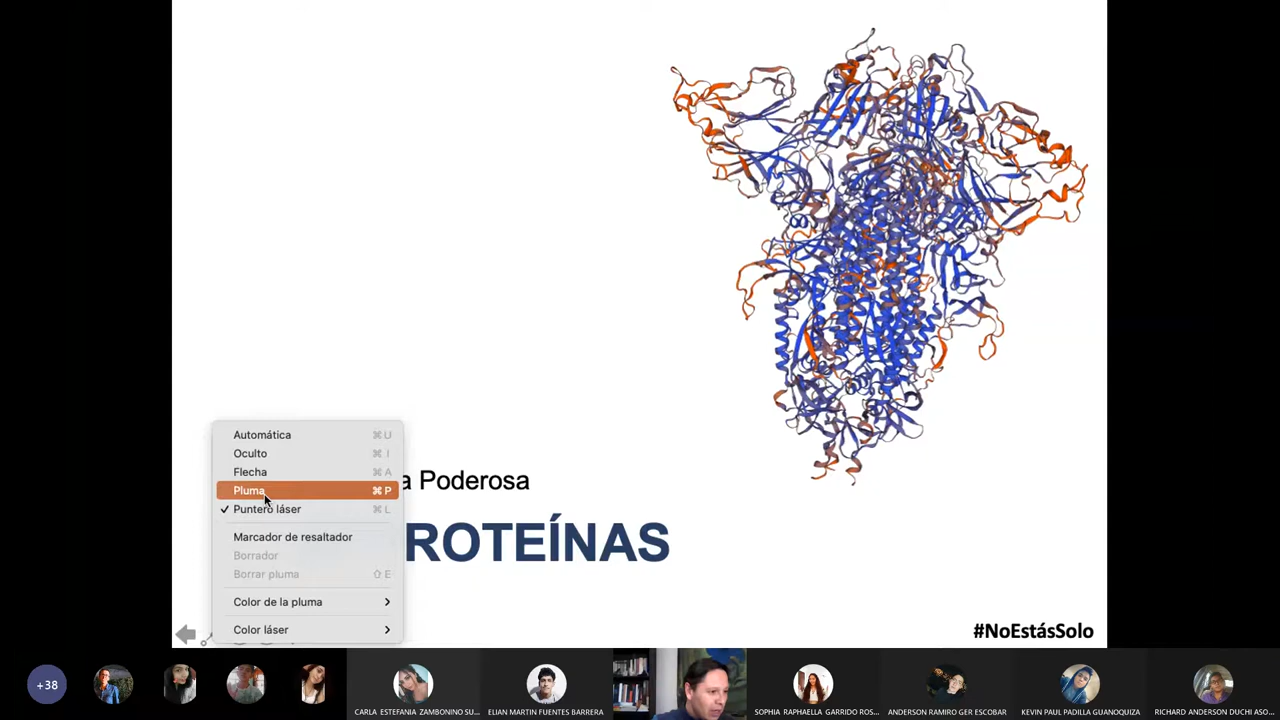 Automática ⌘ U
Oculto ⌘ I
Flecha ⌘ A
Pluma ⌘ P
✓ Puntero láser ⌘ L
Marcador de resaltador
Borrador
Borrar pluma ⇧ E
Color de la pluma >
Color láser >
a Poderosa
ROTEÍNAS
#NoEstásSolo
+38
CARLA ESTEFANIA ZAMBONINO SU...
ELIAN MARTIN FUENTES BARRERA
SOPHIA RAPHAELLA GARRIDO ROS...
ANDERSON RAMIRO GER ESCOBAR
KEVIN PAUL PADILLA GUANOQUIZA
RICHARD ANDERSON DUCHI ASO...